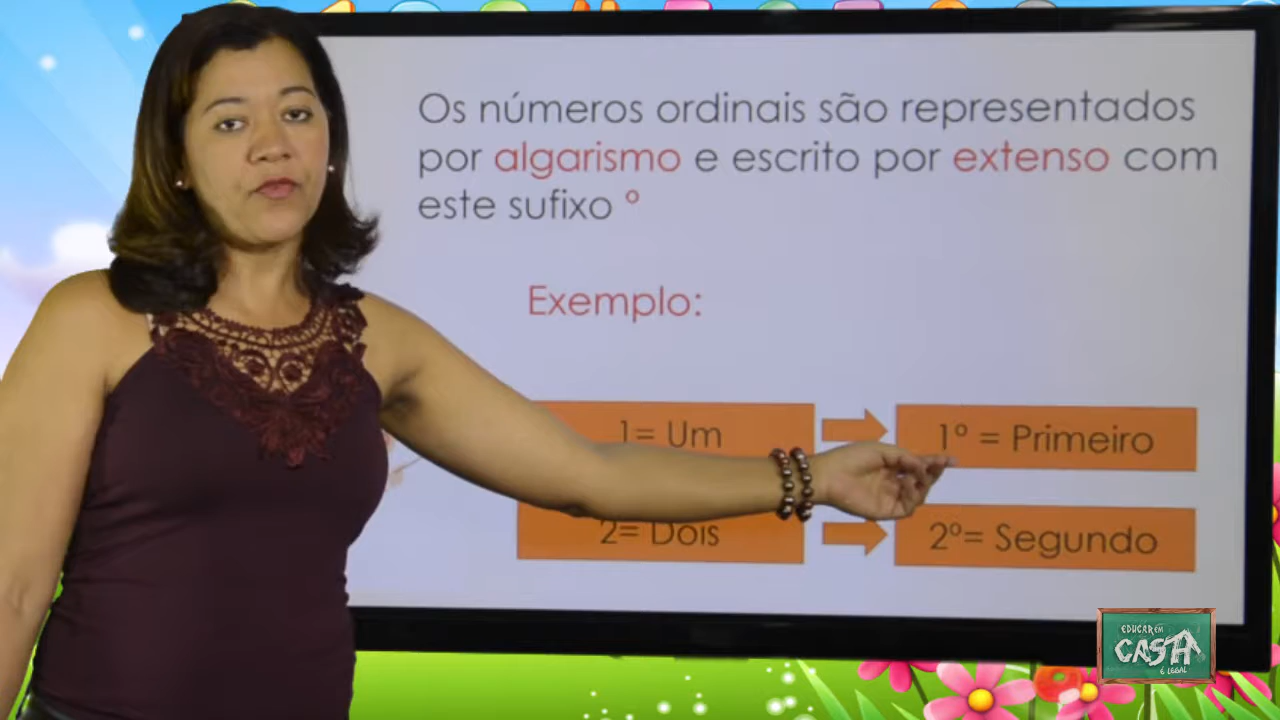 Os números ordinais são representados
por algarismo e escrito por extenso com
este sufixo º
Exemplo:
1= Um
1º = Primeiro
2= Dois
2º= Segundo
EDUCAR EM
CASA
É LEGAL